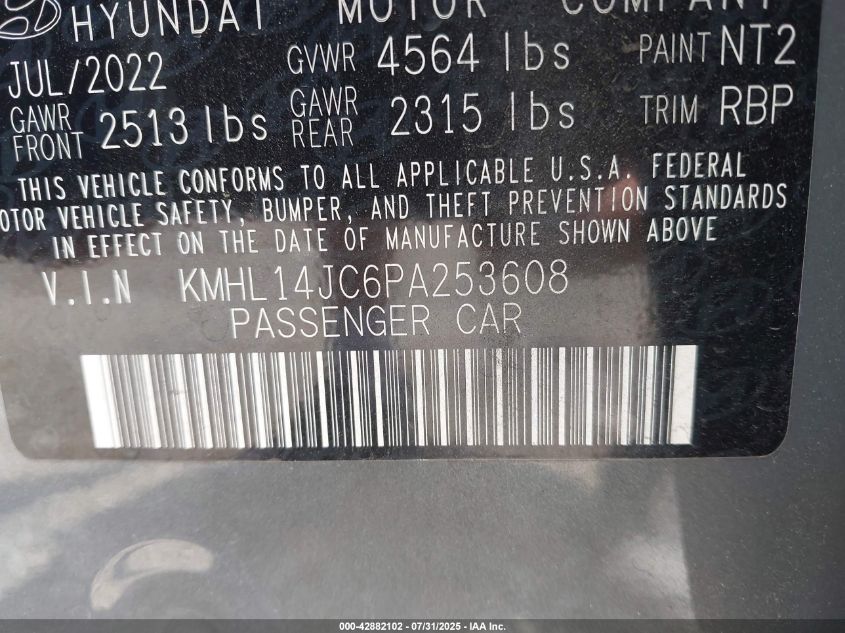 HYUNDAI MOTOR COMPANY
JUL/2022 GVWR 4564 lbs PAINT NT2
GAWR FRONT 2513 lbs GAWR REAR 2315 lbs TRIM RBP
THIS VEHICLE CONFORMS TO ALL APPLICABLE U.S.A. FEDERAL
OTOR VEHICLE SAFETY, BUMPER, AND THEFT PREVENTION STANDARDS
IN EFFECT ON THE DATE OF MANUFACTURE SHOWN ABOVE
V.I.N KMHL14JC6PA253608
PASSENGER CAR
000-42882102 - 07/31/2025 - IAA Inc.